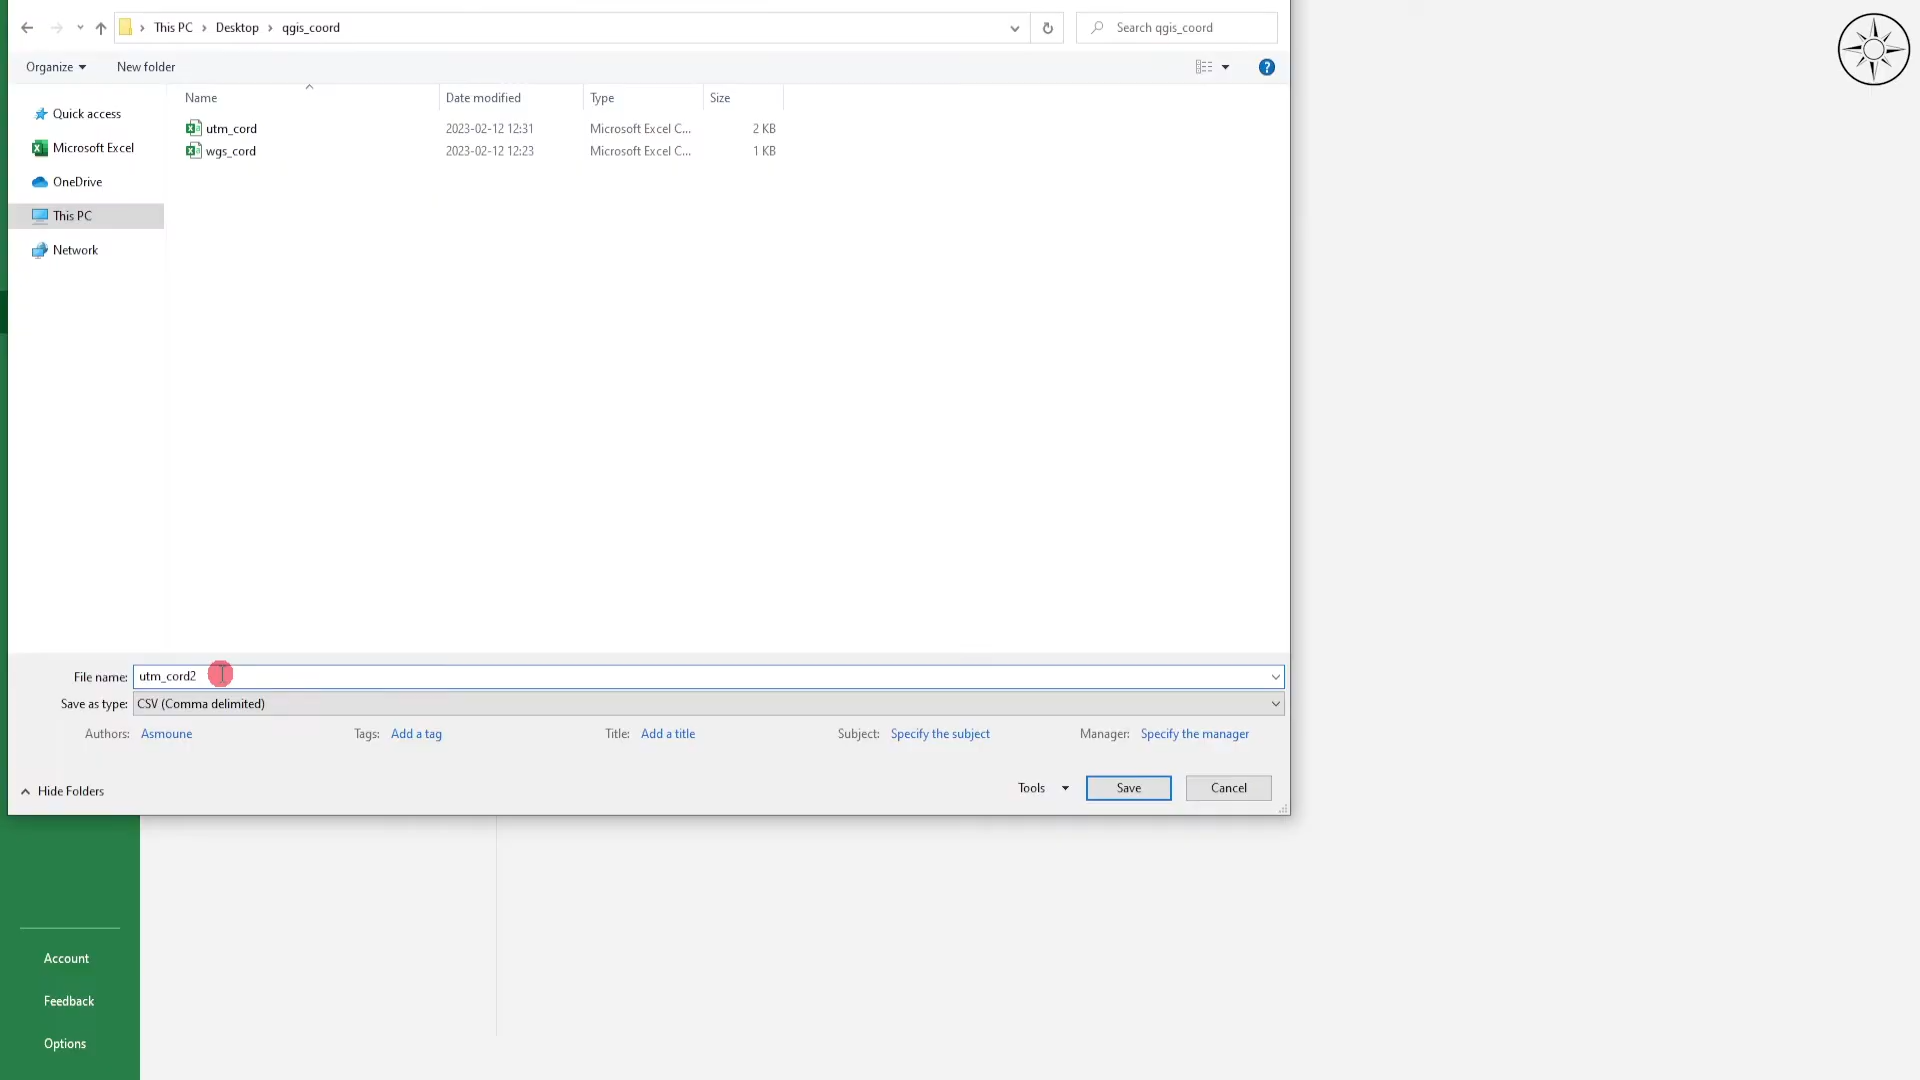 This PC > Desktop > qgis_coord
Search qgis_coord
Organize
New folder
Name
Date modified
Type
Size
Quick access
Microsoft Excel
OneDrive
This PC
Network
utm_cord 2023-02-12 12:31 Microsoft Excel C... 2 KB
wgs_cord 2023-02-12 12:23 Microsoft Excel C... 1 KB
File name: utm_cord2
Save as type: CSV (Comma delimited)
Authors: Asmoune Tags: Add a tag Title: Add a title Subject: Specify the subject Manager: Specify the manager
Hide Folders
Tools
Save
Cancel
Account
Feedback
Options